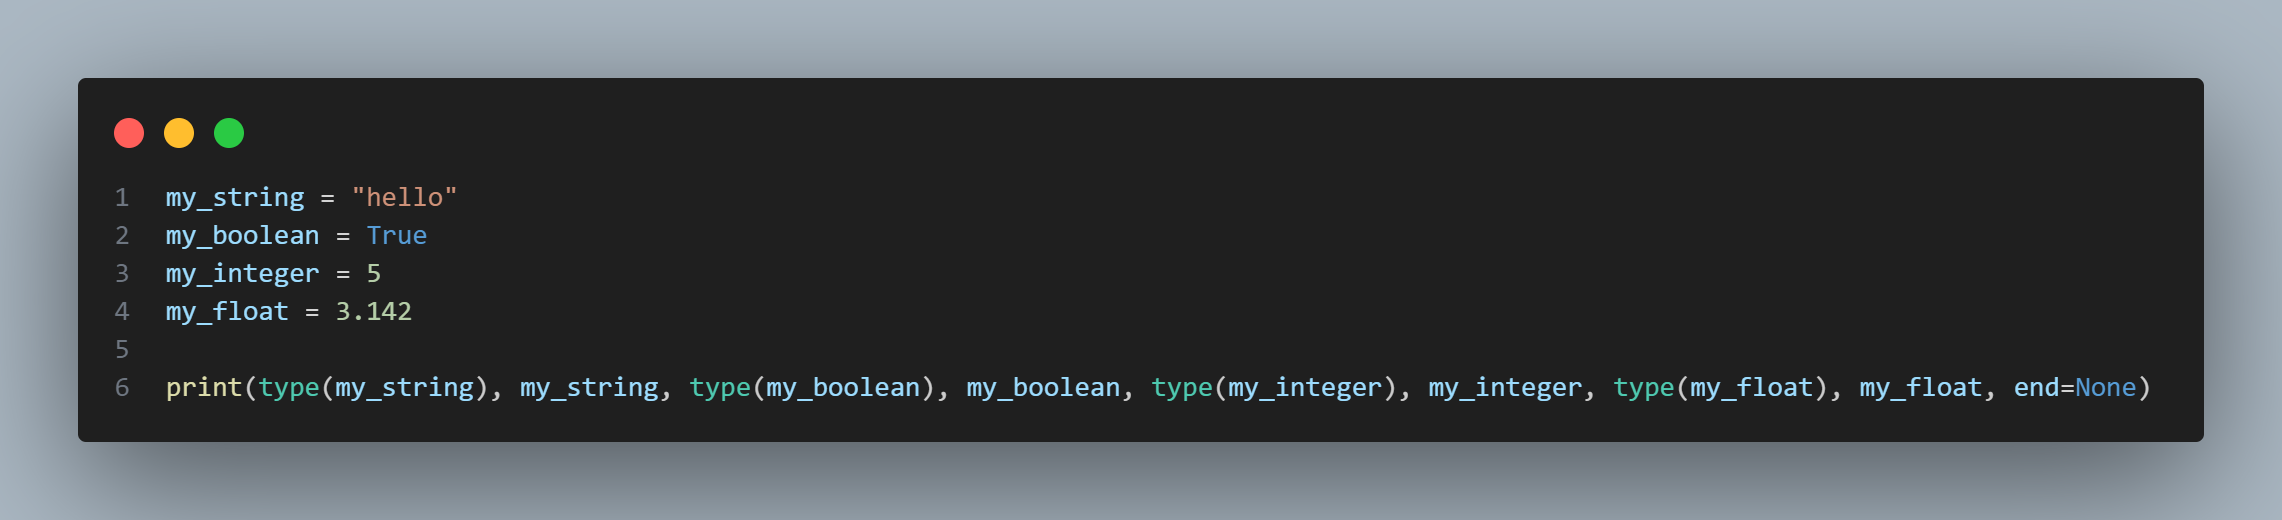 1 my_string = "hello"
2 my_boolean = True
3 my_integer = 5
4 my_float = 3.142
5
6 print(type(my_string), my_string, type(my_boolean), my_boolean, type(my_integer), my_integer, type(my_float), my_float, end=None)